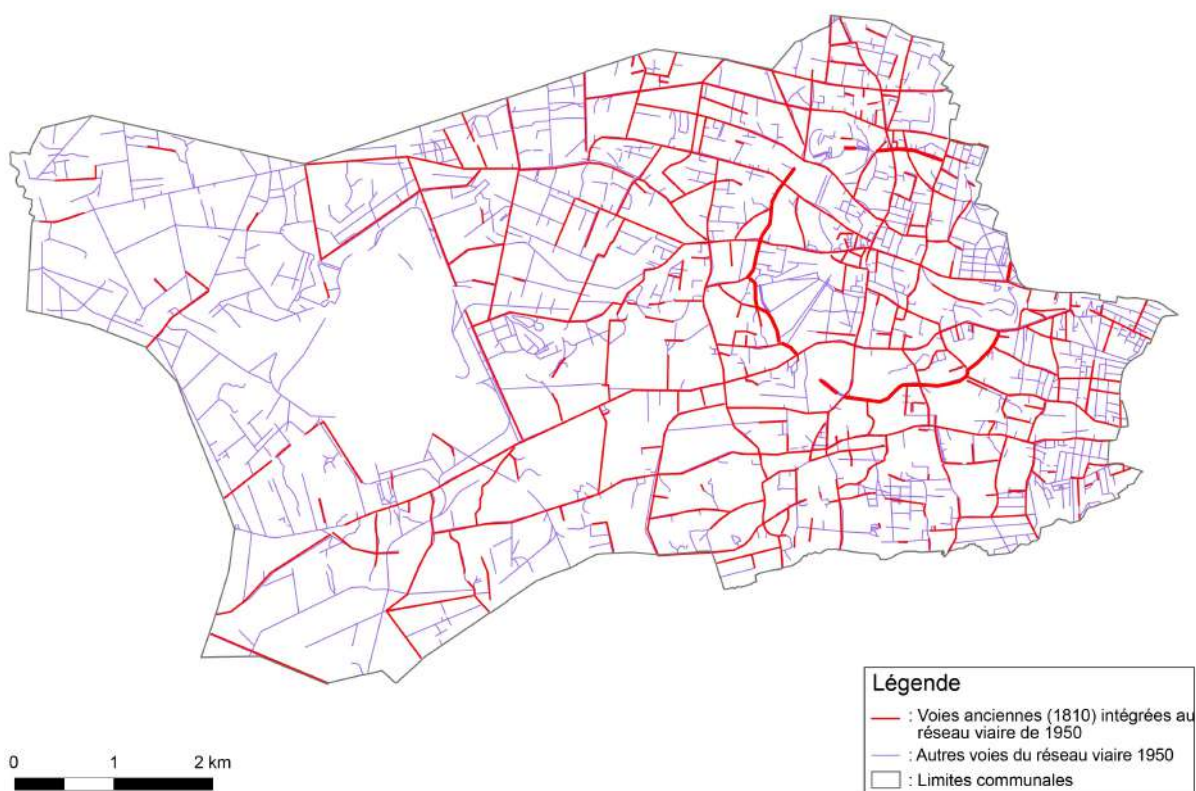 Légende
: Voies anciennes (1810) intégrées au
réseau viaire de 1950
: Autres voies du réseau viaire 1950
: Limites communales
0 1 2 km